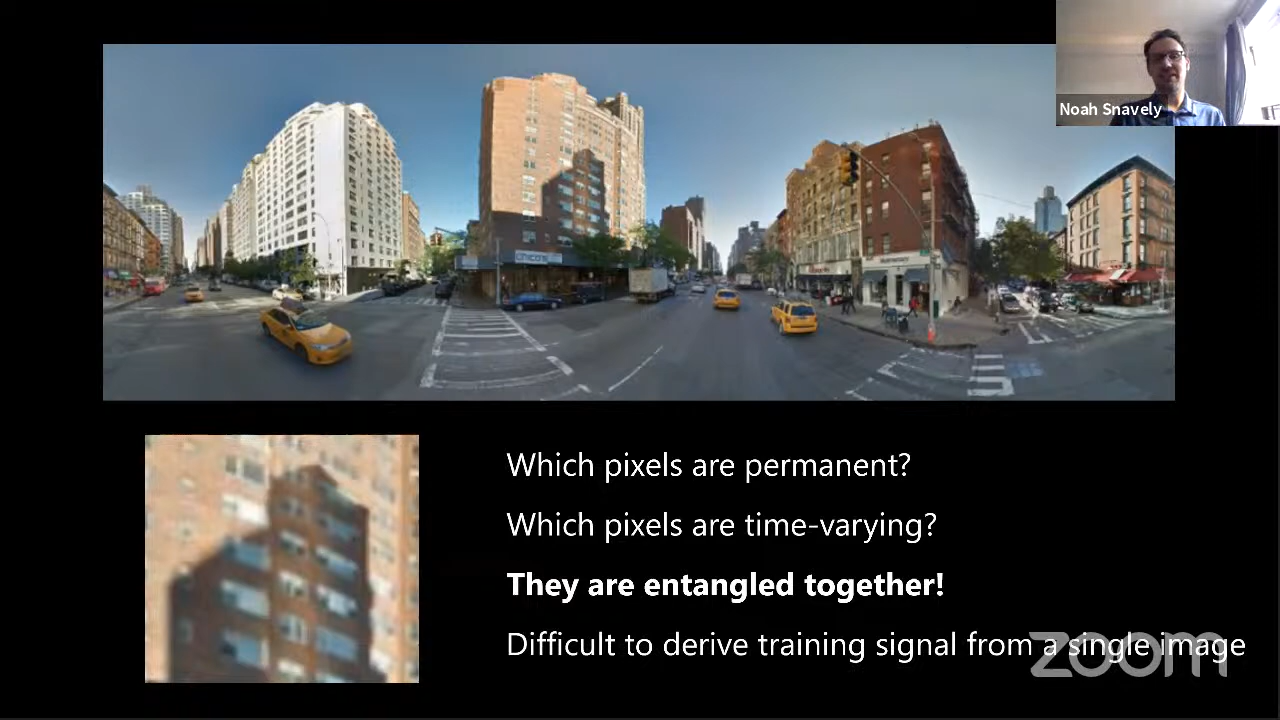 Noah Snavely
chico's
Which pixels are permanent?
Which pixels are time-varying?
They are entangled together!
Difficult to derive training signal from a single image
zoom